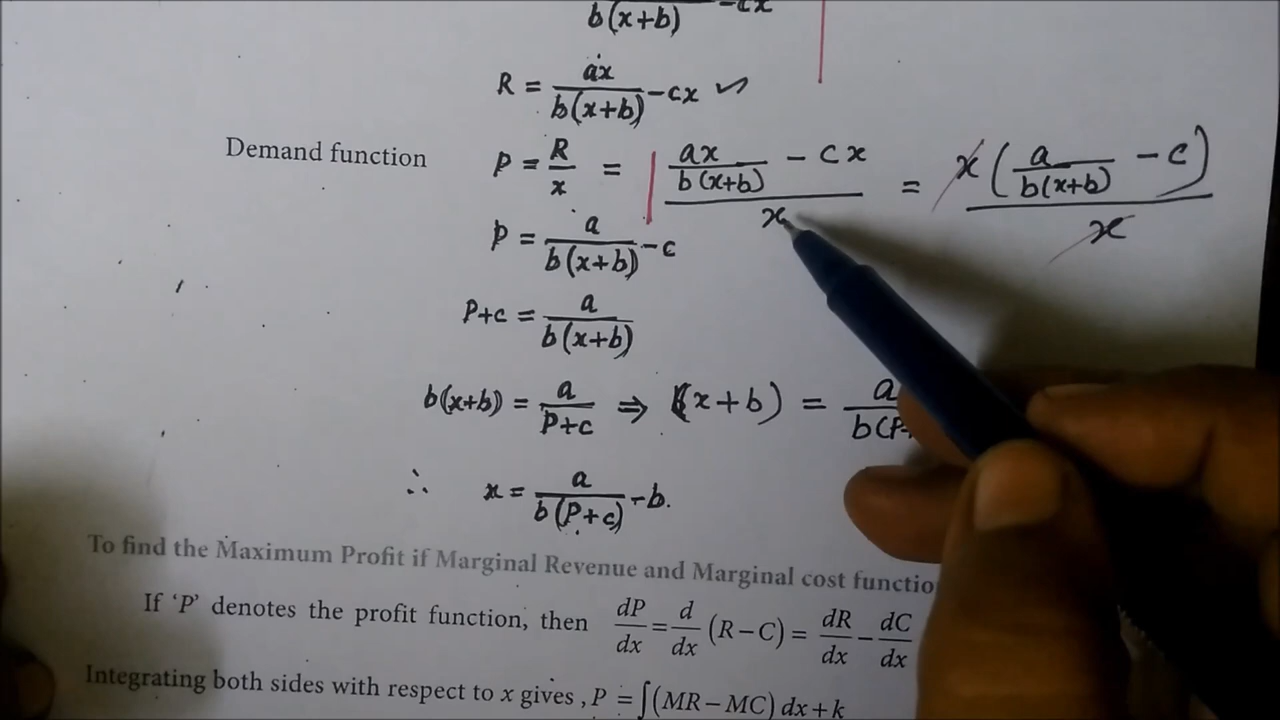 b(x+b) -cx
R = ax/b(x+b) -cx
Demand function P = R/x = (ax/b(x+b) - cx)/x = x(a/b(x+b) - c)/x
p = a/b(x+b) -c
P+c = a/b(x+b)
b(x+b) = a/P+c ⇒ (x+b) = a/b(P+
∴ x = a/b(P+c) -b.
To find the Maximum Profit if Marginal Revenue and Marginal cost
If 'P' denotes the profit function, then dP/dx = d/dx (R-C) = dR/dx - dC/dx
Integrating both sides with respect to x gives , P = ∫(MR-MC) dx+k